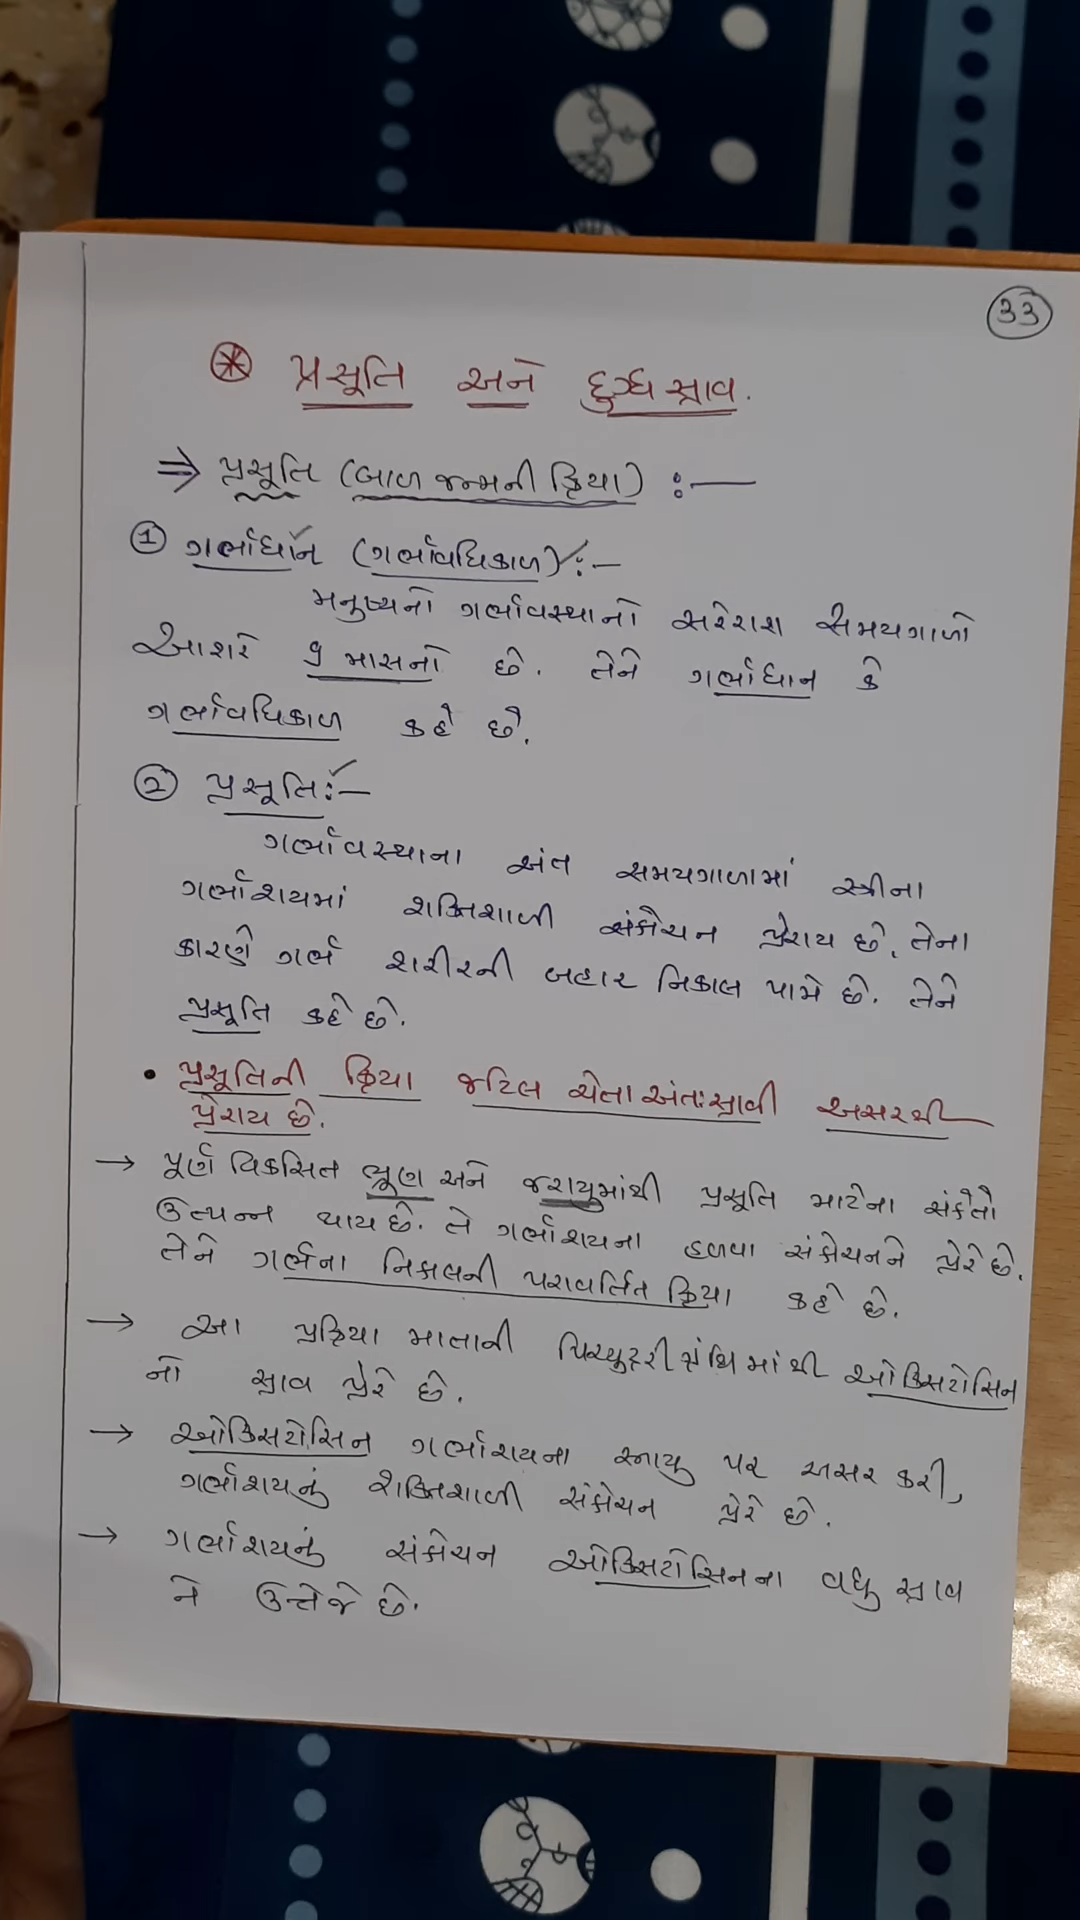 33
પ્રસૂતિ અને દુગ્ધસ્રાવ.
⇒ પ્રસૂતિ (બાળ જન્મની ક્રિયા) :—
① ગર્ભાધાન (ગર્ભાવધિકાળ) :—
મનુષ્યનો ગર્ભાવસ્થાનો સરેરાશ સમયગાળો
આશરે ૯ માસનો છે. તેને ગર્ભાધાન કે
ગર્ભાવધિકાળ કહે છે.
② પ્રસૂતિ:—
ગર્ભાવસ્થાના અંત સમયગાળામાં સ્ત્રીના
ગર્ભાશયમાં શક્તિશાળી સંકોચન પ્રેરાય છે. તેના
કારણે ગર્ભ શરીરની બહાર નિકાલ પામે છે. તેને
પ્રસૂતિ કહે છે.
• પ્રસૂતિની ક્રિયા જટિલ ચેતા અંતઃસ્રાવી અસરથી
પ્રેરાય છે.
→ પૂર્ણ વિકસિત ભ્રૂણ અને જરાયુમાંથી પ્રસૂતિ માટેના સંકેતો
ઉત્પન્ન થાય છે. તે ગર્ભાશયના હળવા સંકોચનને પ્રેરે છે.
તેને ગર્ભના નિકાલની પરાવર્તિત ક્રિયા કહે છે.
→ આ પ્રક્રિયા માતાની પિચ્યુટરી ગ્રંથિમાંથી ઓક્સિટોસિન
નો સ્રાવ પ્રેરે છે.
→ ઓક્સિટોસિન ગર્ભાશયના સ્નાયુ પર અસર કરી,
ગર્ભાશયનું શક્તિશાળી સંકોચન પ્રેરે છે.
→ ગર્ભાશયનું સંકોચન ઓક્સિટોસિનના વધુ સ્રાવ
ને ઉત્તેજે છે.